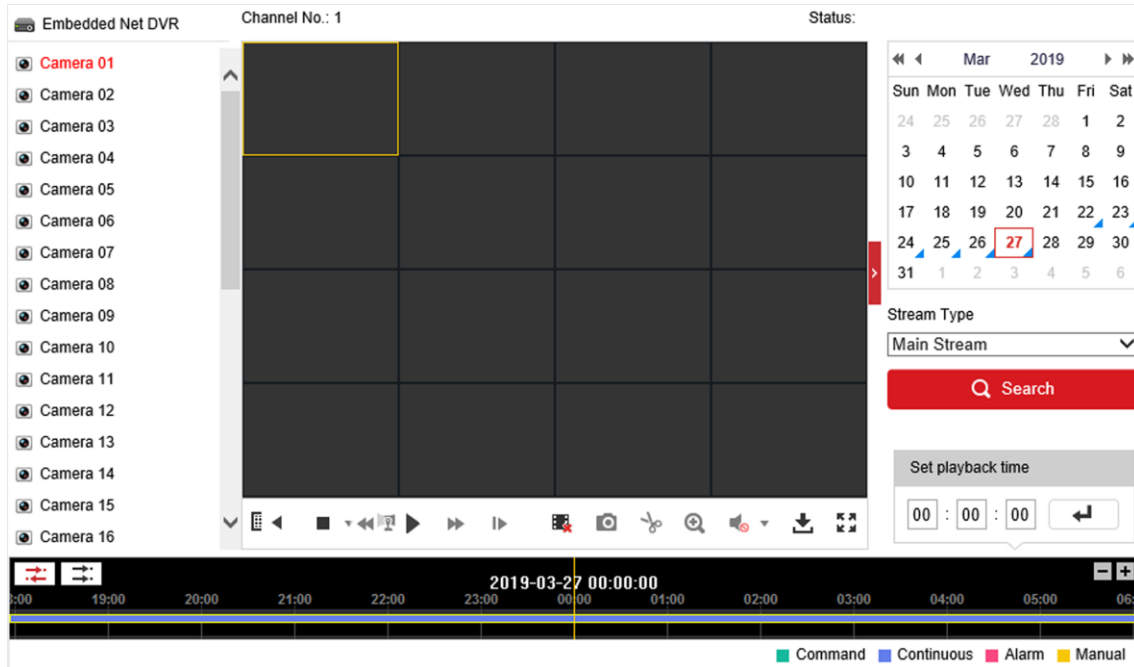 Embedded Net DVR
Channel No.: 1
Status:
Camera 01
Camera 02
Camera 03
Camera 04
Camera 05
Camera 06
Camera 07
Camera 08
Camera 09
Camera 10
Camera 11
Camera 12
Camera 13
Camera 14
Camera 15
Camera 16
Mar 2019
Sun Mon Tue Wed Thu Fri Sat
24 25 26 27 28 1 2
3 4 5 6 7 8 9
10 11 12 13 14 15 16
17 18 19 20 21 22 23
24 25 26 27 28 29 30
31 1 2 3 4 5 6
Stream Type
Main Stream
Search
Set playback time
00 : 00 : 00
2019-03-27 00:00:00
19:00 20:00 21:00 22:00 23:00 00:00 01:00 02:00 03:00 04:00 05:00
Command Continuous Alarm Manual